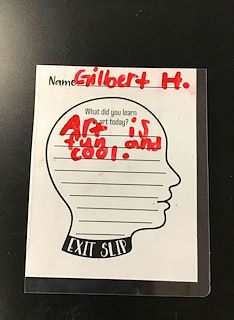 Name Gilbert H.
What did you learn
in art today?
Art is
fun and
cool.
EXIT SLIP